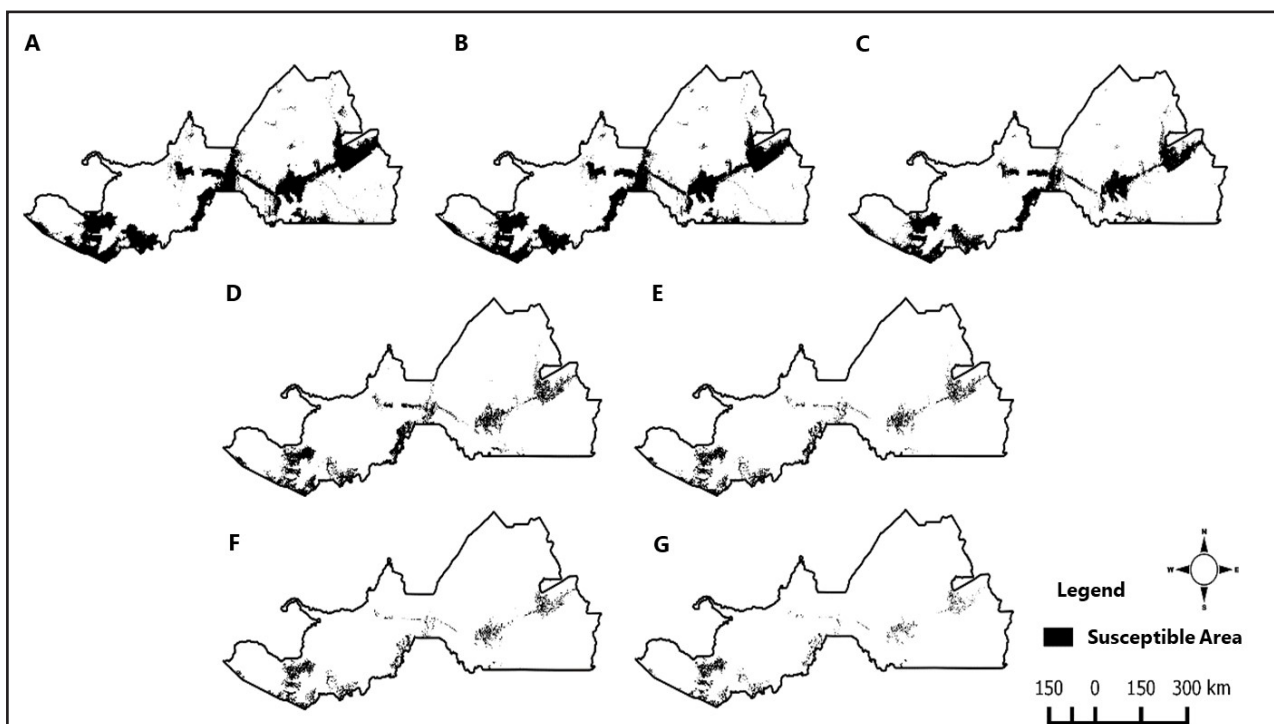 A B C
D E
F G
N
W E
S
Legend
Susceptible Area
150 0 150 300 km